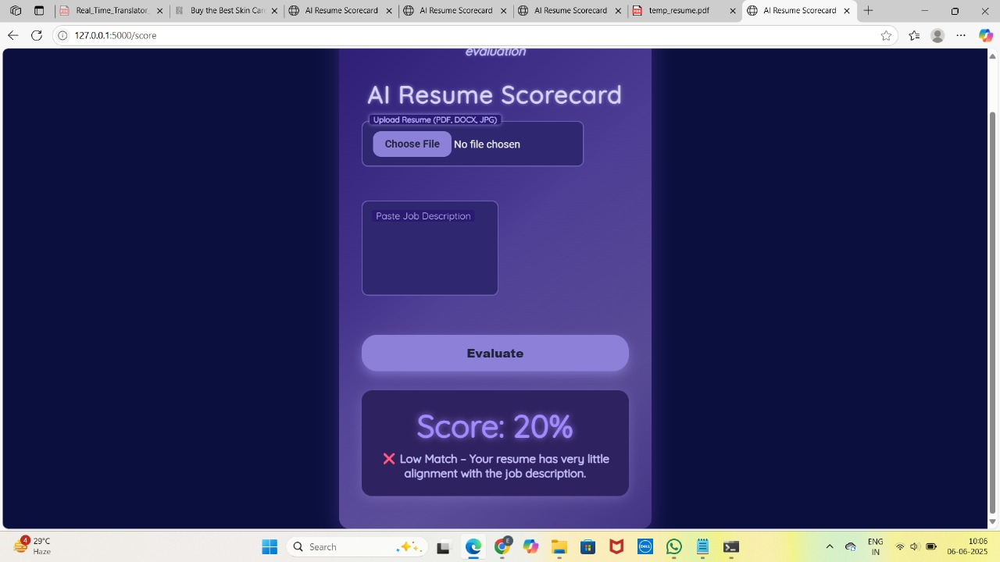 Real_Time_Translator_
Buy the Best Skin Car
AI Resume Scorecard
AI Resume Scorecard
AI Resume Scorecard
temp_resume.pdf
AI Resume Scorecard
127.0.0.1:5000/score
evaluation
AI Resume Scorecard
Upload Resume (PDF, DOCX, JPG)
Choose File No file chosen
Paste Job Description
Evaluate
Score: 20%
❌ Low Match – Your resume has very little
alignment with the job description.
4
29°C
Haze
Search
E
DELL
ENG
IN
10:06
06-06-2025